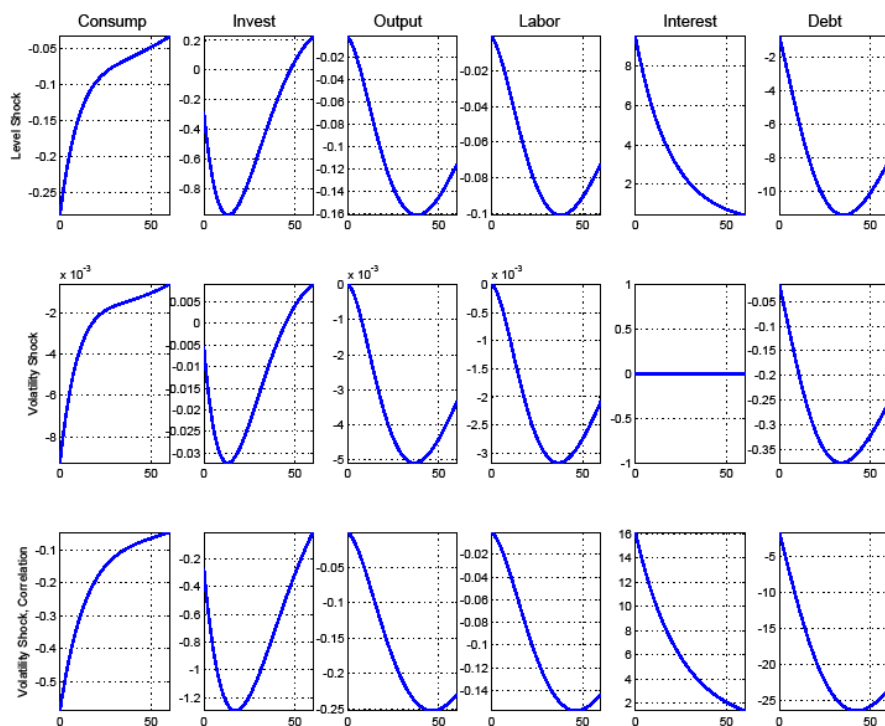 Consump Invest Output Labor Interest Debt
Level Shock
-0.05 -0.1 -0.15 -0.2 -0.25
0 50
0.2 0 -0.2 -0.4 -0.6 -0.8
0 50
-0.02 -0.04 -0.06 -0.08 -0.1 -0.12 -0.14 -0.16
0 50
-0.02 -0.04 -0.06 -0.08 -0.1
0 50
8 6 4 2
0 50
-2 -4 -6 -8 -10
0 50
Volatility Shock
x 10⁻³
-2 -4 -6 -8
0 50
0.005 0 -0.005 -0.01 -0.015 -0.02 -0.025 -0.03
0 50
x 10⁻³
0 -1 -2 -3 -4 -5
0 50
x 10⁻³
0 -0.5 -1 -1.5 -2 -2.5 -3
0 50
1 0.5 0 -0.5 -1
0 50
-0.05 -0.1 -0.15 -0.2 -0.25 -0.3 -0.35
0 50
Volatility Shock, Correlation
-0.1 -0.2 -0.3 -0.4 -0.5
0 50
-0.2 -0.4 -0.6 -0.8 -1 -1.2
0 50
-0.05 -0.1 -0.15 -0.2 -0.25
0 50
-0.02 -0.04 -0.06 -0.08 -0.1 -0.12 -0.14
0 50
16 14 12 10 8 6 4 2
0 50
-5 -10 -15 -20 -25
0 50